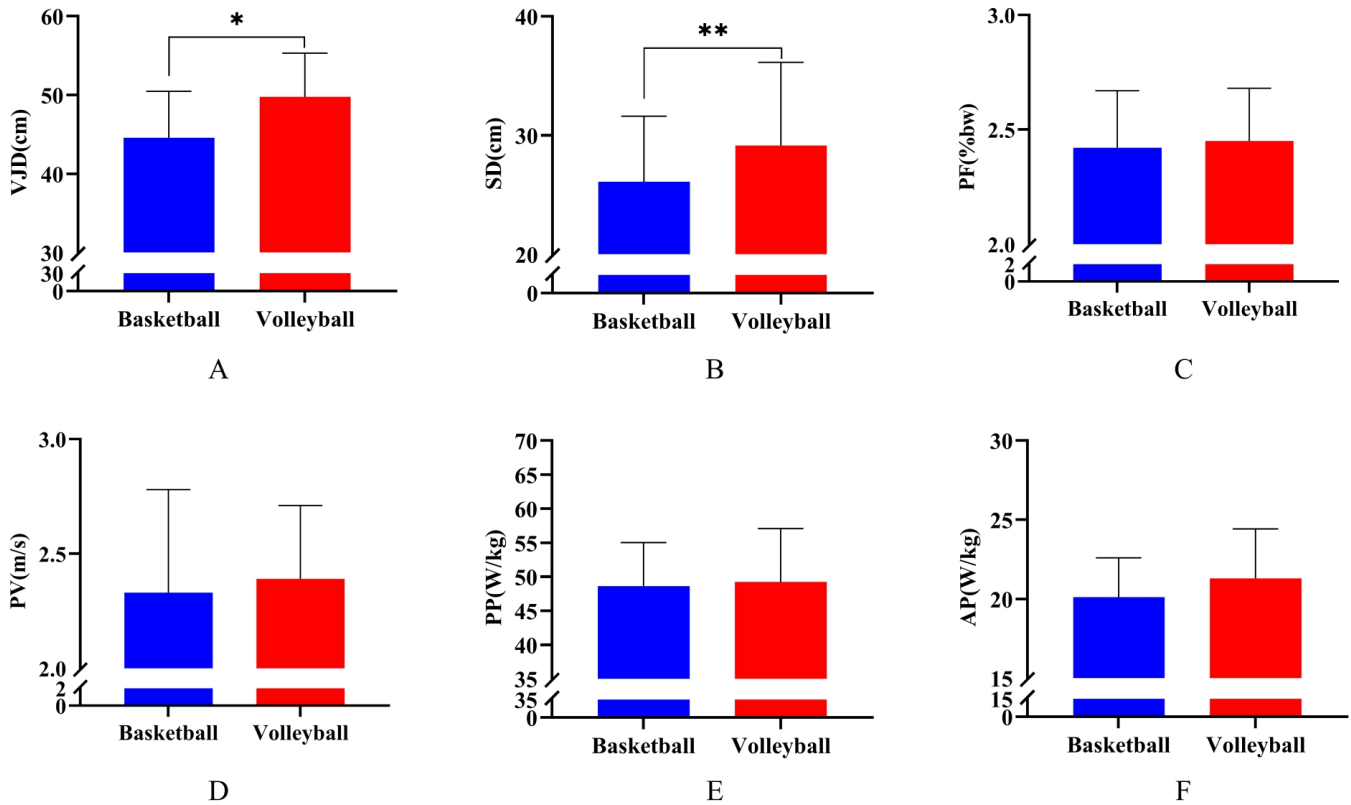 60
*
50
VJD(cm)
40
30
30
0
Basketball Volleyball
A
40
**
30
SD(cm)
20
0
Basketball Volleyball
B
3.0
2.5
PF(%bw)
2.0
2
0
Basketball Volleyball
C
3.0
2.5
PV(m/s)
2.0
2
0
Basketball Volleyball
D
70
65
60
55
50
PP(W/kg)
45
40
35
35
0
Basketball Volleyball
E
30
25
AP(W/kg)
20
15
15
0
Basketball Volleyball
F